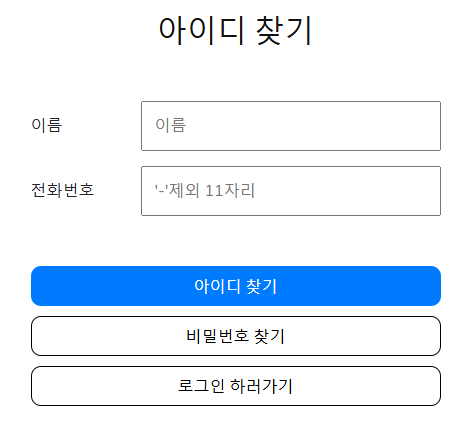 아이디 찾기
이름 이름
전화번호 '-'제외 11자리
아이디 찾기
비밀번호 찾기
로그인 하러가기